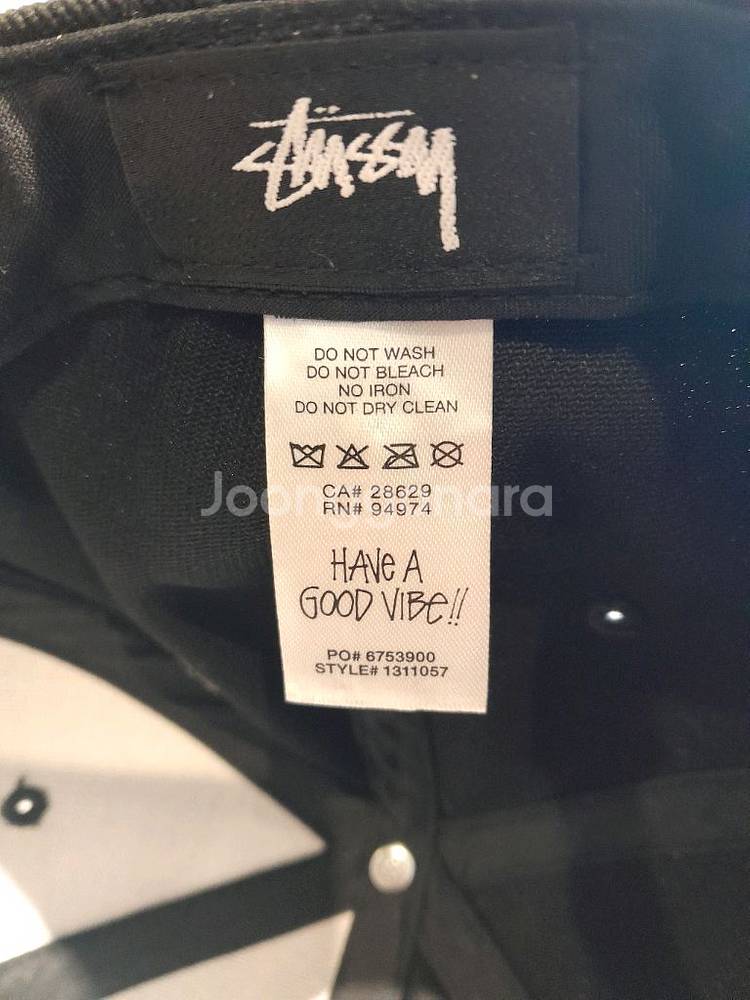 Stüssy
DO NOT WASH
DO NOT BLEACH
NO IRON
DO NOT DRY CLEAN
CA# 28629
RN# 94974
Joongginara
HAVE A
GOOD VIBE!!
PO# 6753900
STYLE# 1311057